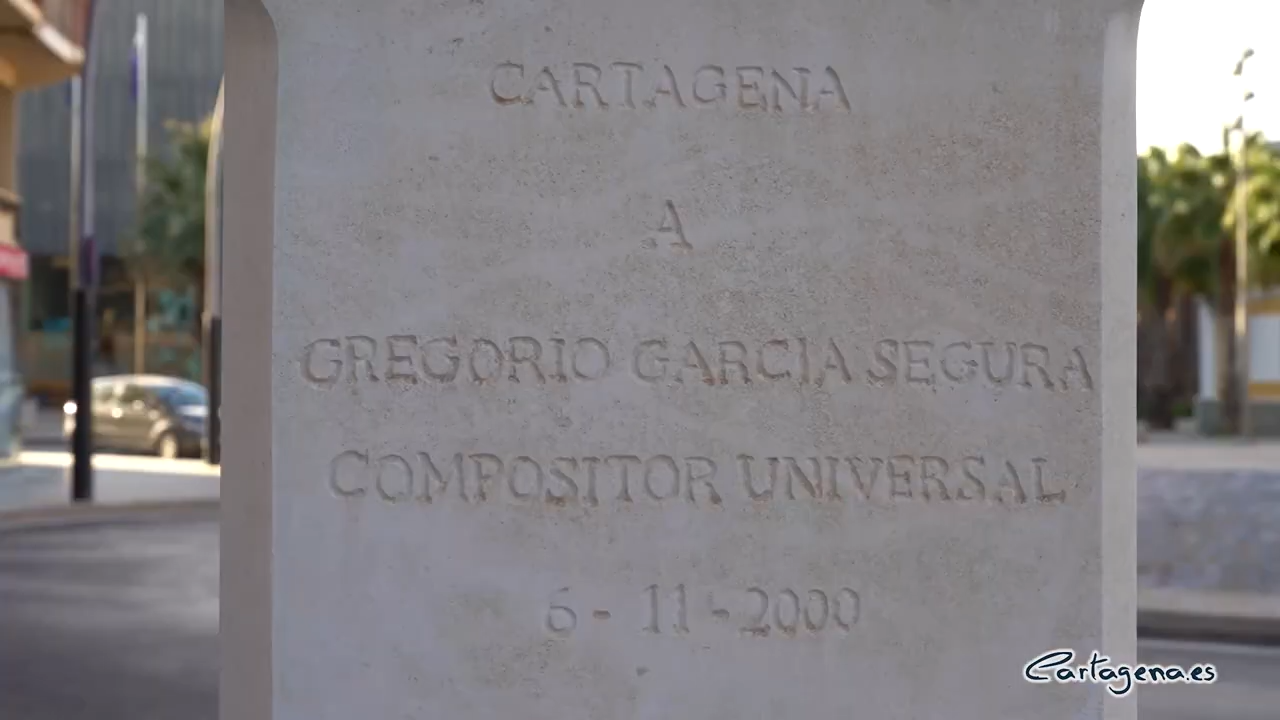 CARTAGENA
A
GREGORIO GARCIA SEGURA
COMPOSITOR UNIVERSAL
6-11-2000
Cartagena.es